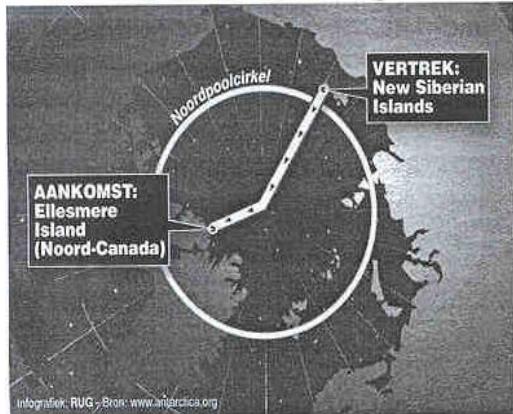 Noordpoolcirkel
VERTREK:
New Siberian
Islands
AANKOMST:
Ellesmere
Island
(Noord-Canada)
Infografiek: RUG - Bron: www.antarctica.org